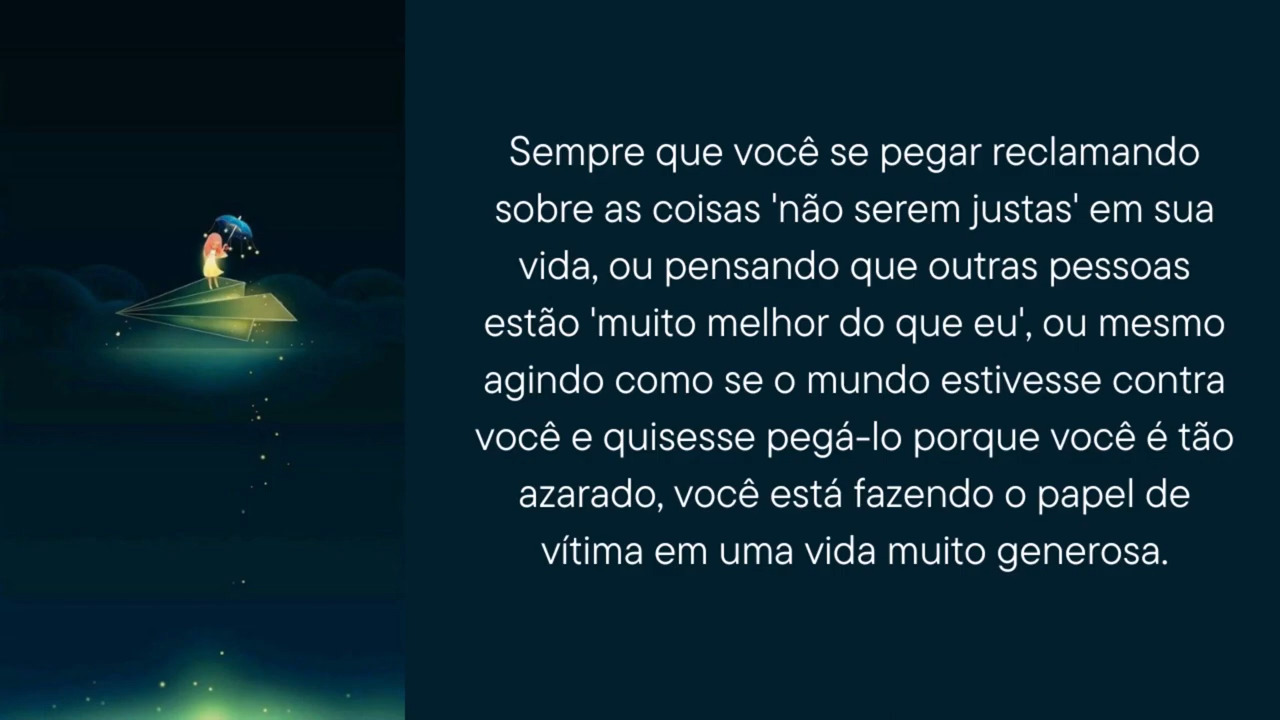 Sempre que você se pegar reclamando
sobre as coisas 'não serem justas' em sua
vida, ou pensando que outras pessoas
estão 'muito melhor do que eu', ou mesmo
agindo como se o mundo estivesse contra
você e quisesse pegá-lo porque você é tão
azarado, você está fazendo o papel de
vítima em uma vida muito generosa.